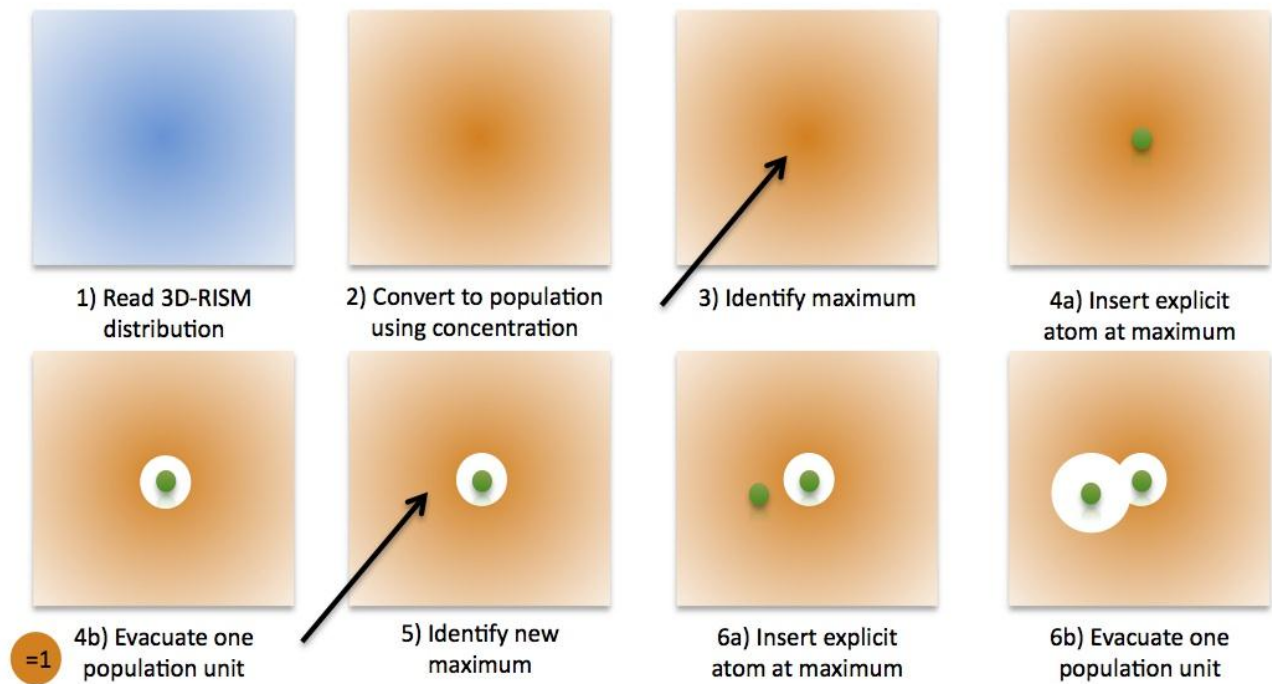 1) Read 3D-RISM
distribution
2) Convert to population
using concentration
3) Identify maximum
4a) Insert explicit
atom at maximum
=1
4b) Evacuate one
population unit
5) Identify new
maximum
6a) Insert explicit
atom at maximum
6b) Evacuate one
population unit